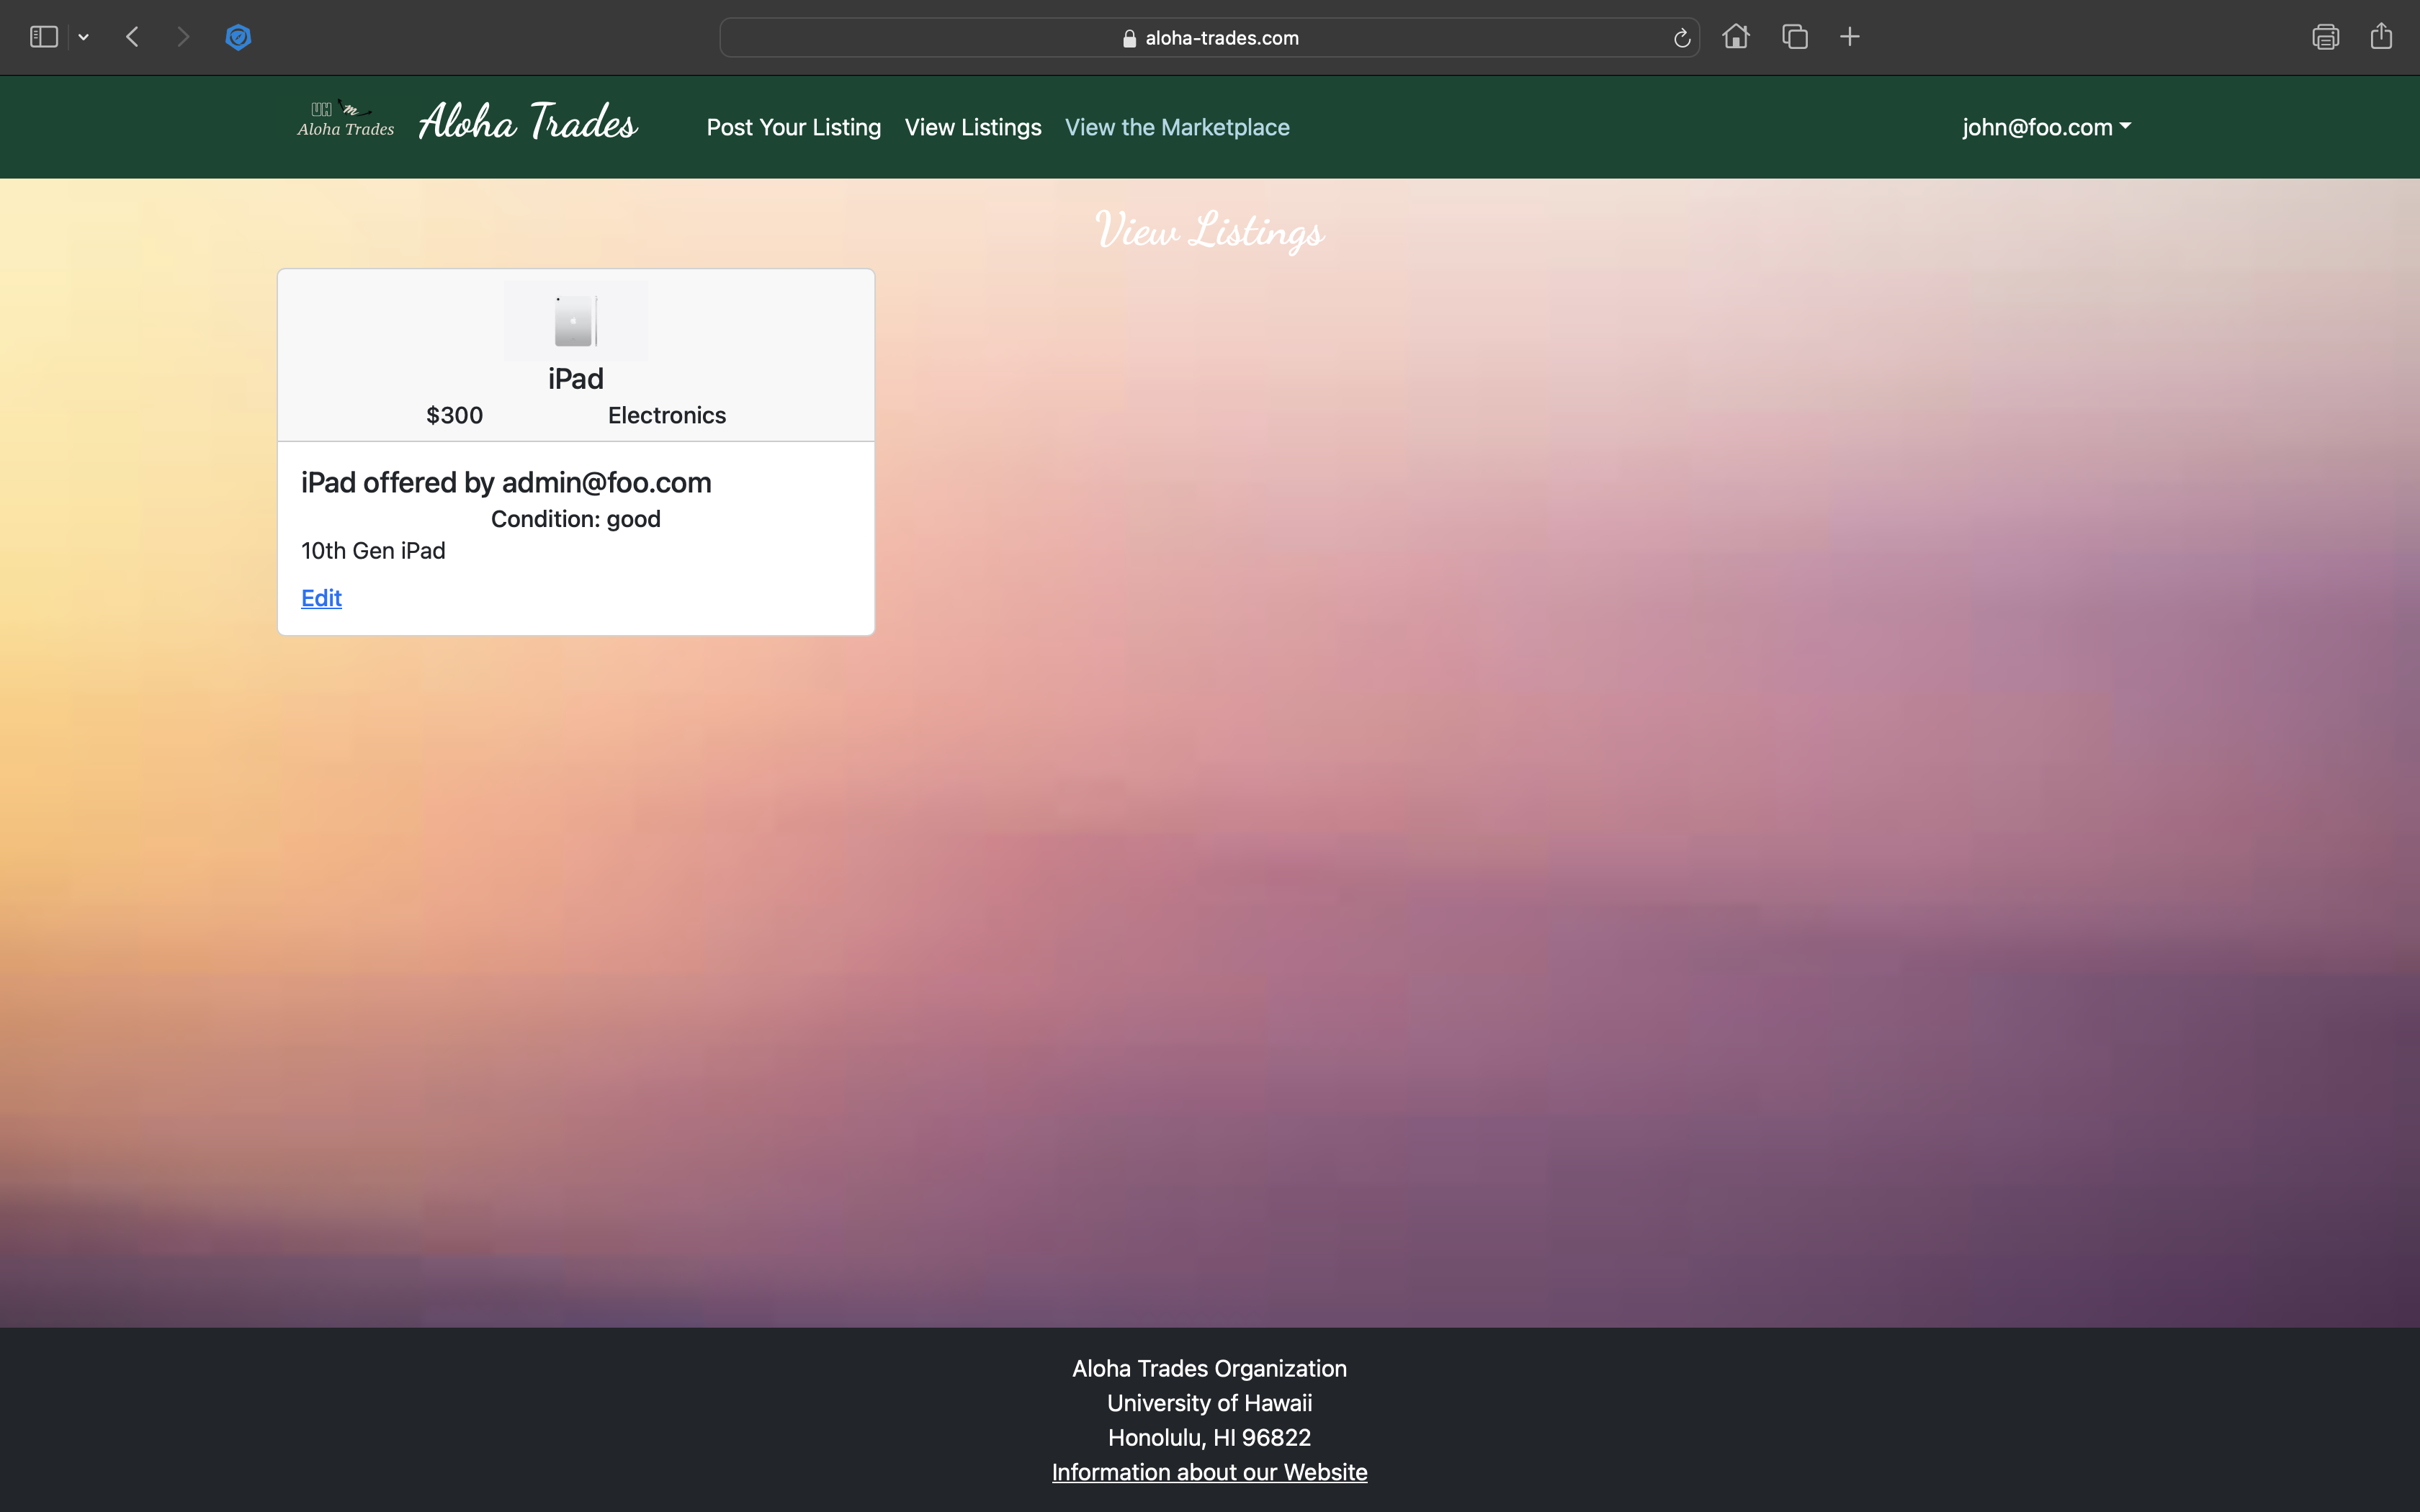 aloha-trades.com
UH m
Aloha Trades
Aloha Trades
Post Your Listing View Listings View the Marketplace
john@foo.com
View Listings
iPad
$300 Electronics
iPad offered by admin@foo.com
Condition: good
10th Gen iPad
Edit
Aloha Trades Organization
University of Hawaii
Honolulu, HI 96822
Information about our Website